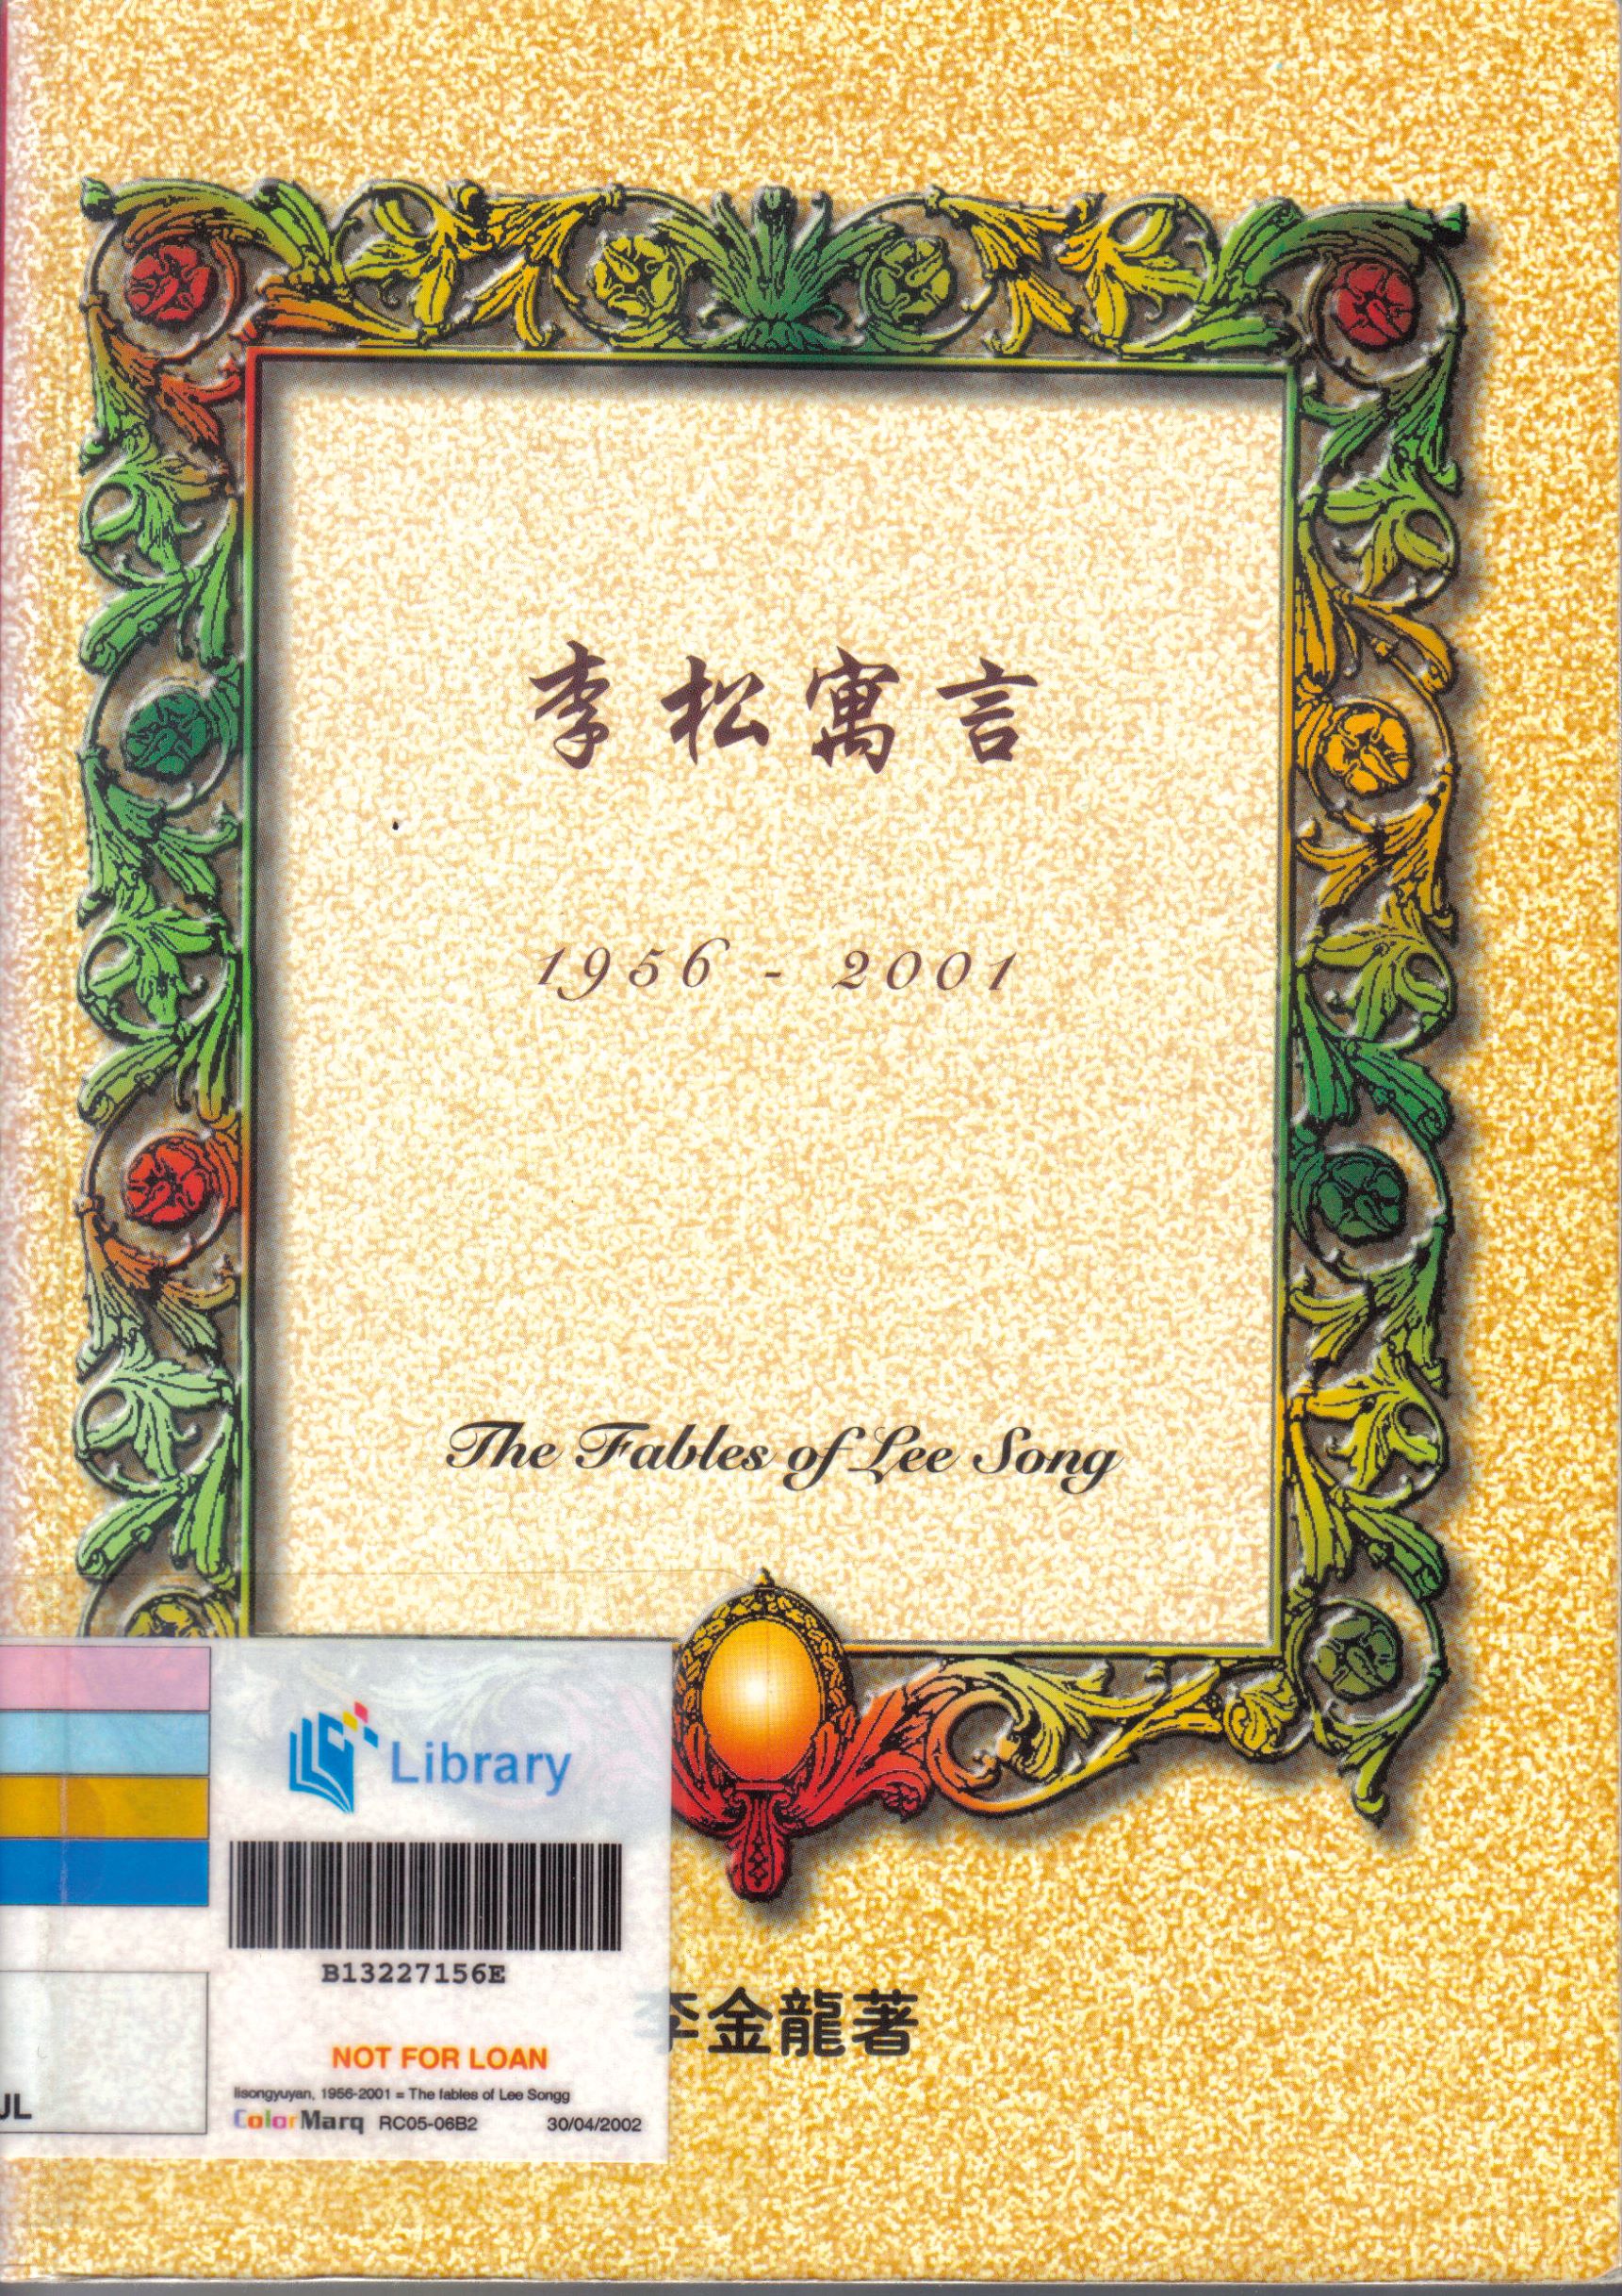 李松寓言
1956 - 2001
The Fables of Lee Song
Library
B13227156E
李金龍著
NOT FOR LOAN
lisongyuyan, 1956-2001 = The fables of Lee Songg
ColorMarq RC05-06B2 30/04/2002
JL